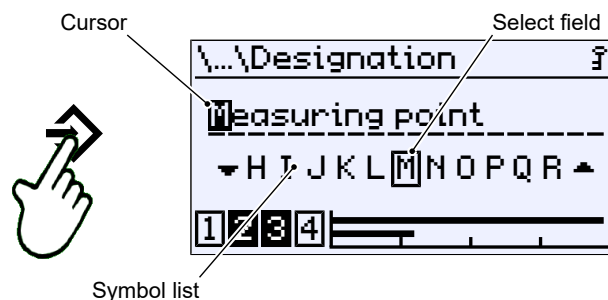 Cursor
Select field
\...\Designation
Measuring point
H I J K L M N O P Q R
1 2 3 4
Symbol list